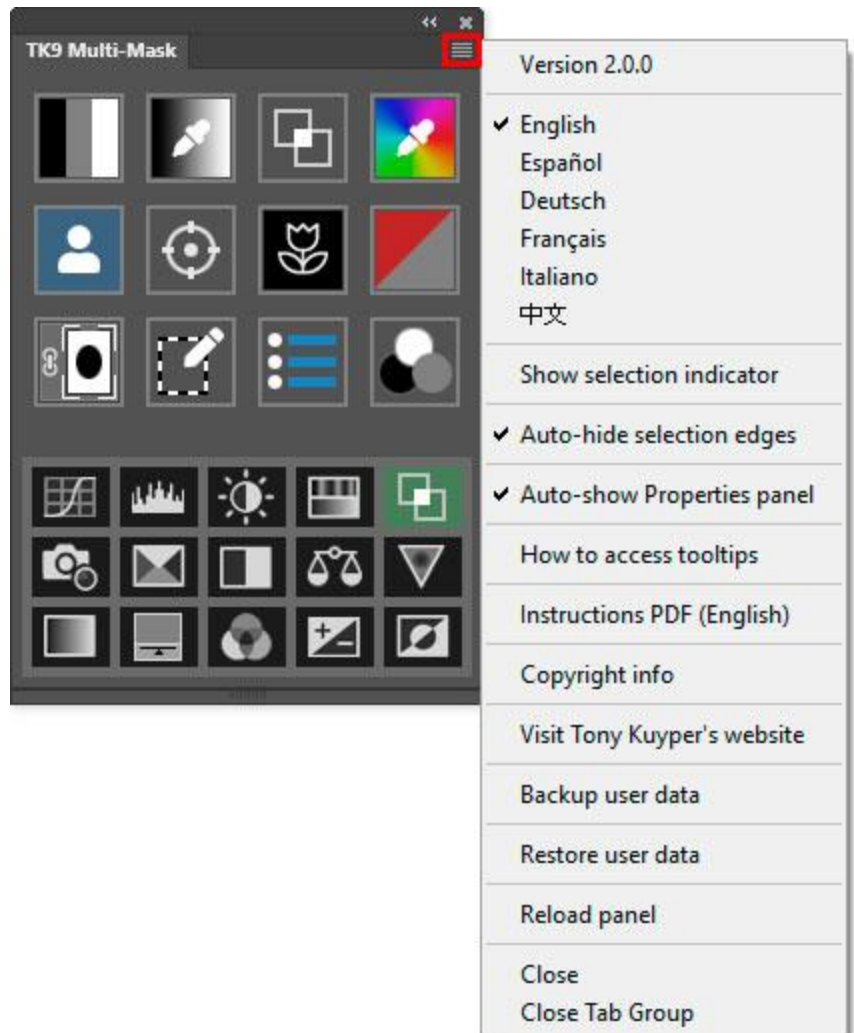 TK9 Multi-Mask
Version 2.0.0
English
Español
Deutsch
Français
Italiano
中文
Show selection indicator
Auto-hide selection edges
Auto-show Properties panel
How to access tooltips
Instructions PDF (English)
Copyright info
Visit Tony Kuyper's website
Backup user data
Restore user data
Reload panel
Close
Close Tab Group